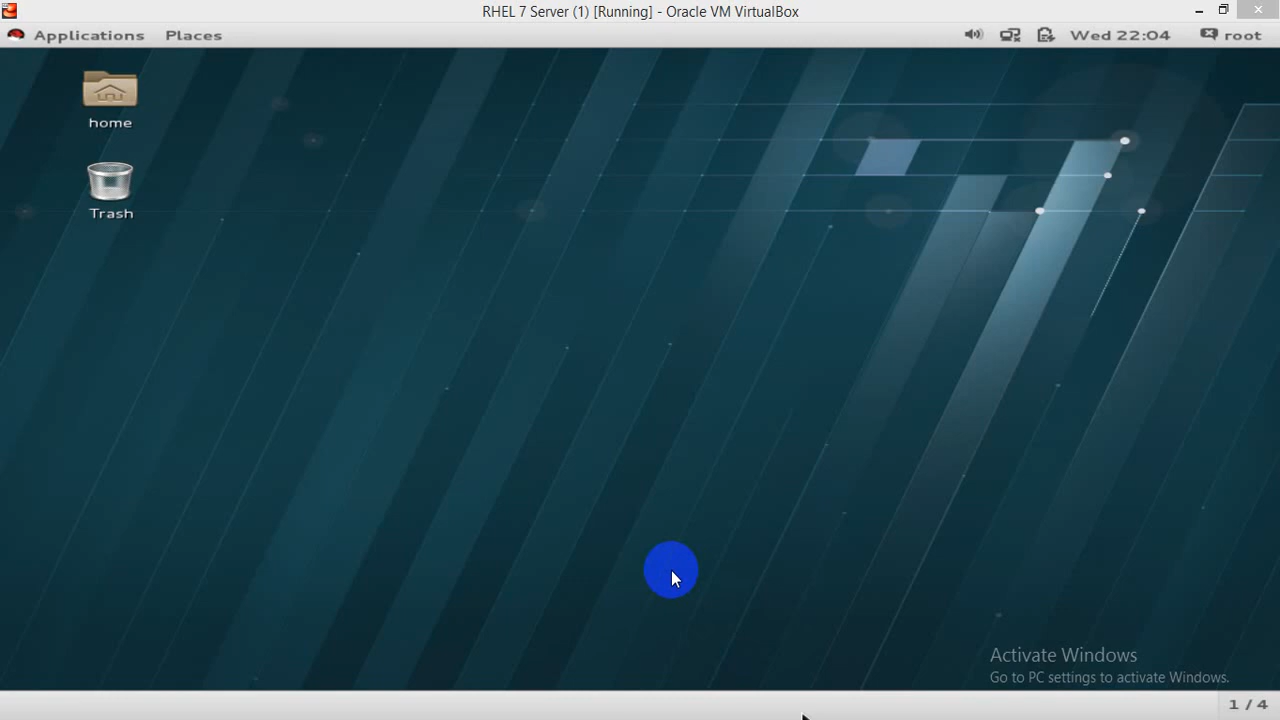 RHEL 7 Server (1) [Running] - Oracle VM VirtualBox
Applications Places Wed 22:04 root
home
Trash
Activate Windows
Go to PC settings to activate Windows.
1 / 4